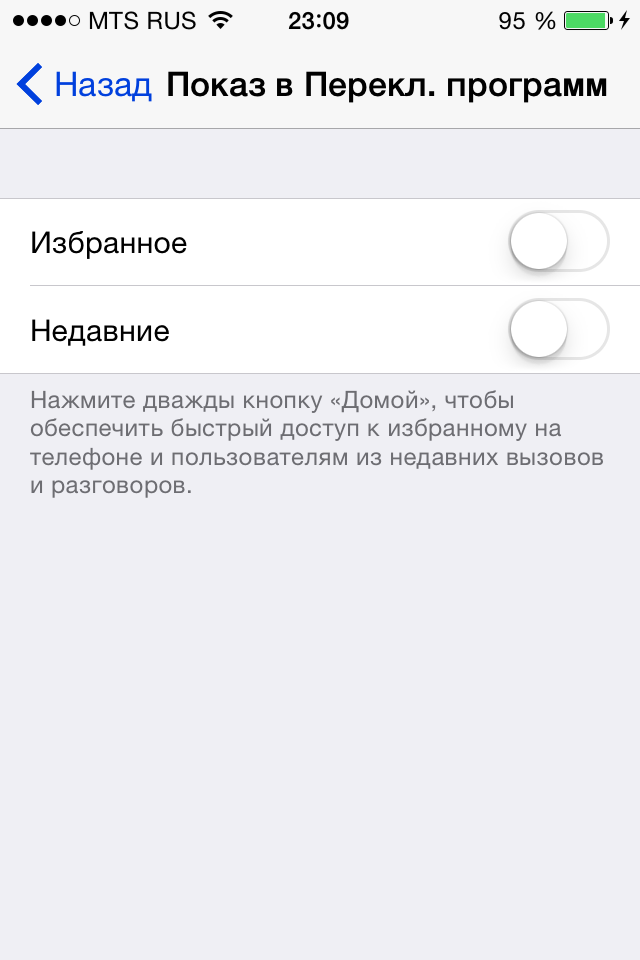 MTS RUS 23:09 95 %
Назад Показ в Перекл. программ
Избранное
Недавние
Нажмите дважды кнопку «Домой», чтобы
обеспечить быстрый доступ к избранному на
телефоне и пользователям из недавних вызовов
и разговоров.